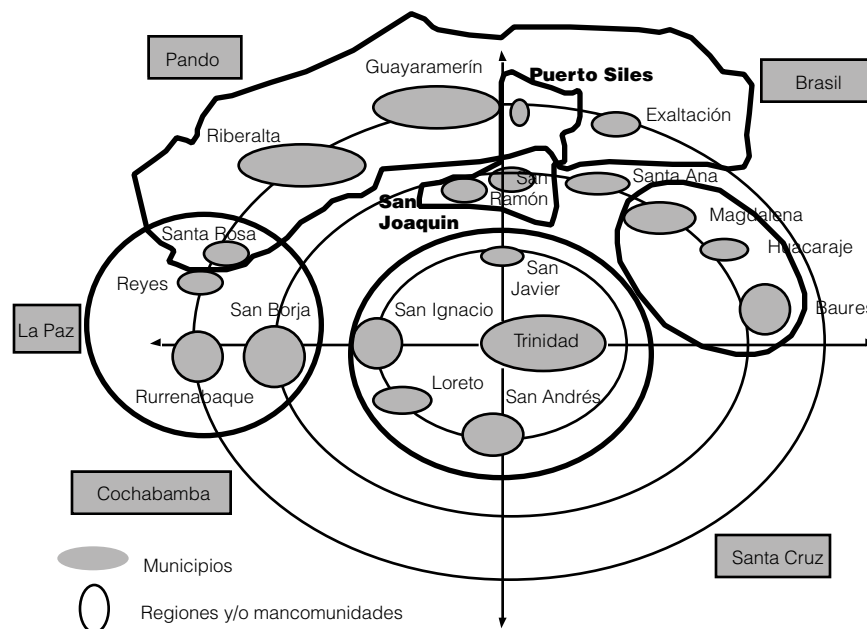 Pando
Guayaramerín
Puerto Siles
Brasil
Exaltación
Riberalta
San
Ramón
Santa Ana
San
Joaquin
Magdalena
Huacaraje
Santa Rosa
Reyes
San
Javier
San Borja
San Ignacio
Baures
La Paz
Trinidad
Rurrenabaque
Loreto
San Andrés
Cochabamba
Santa Cruz
Municipios
Regiones y/o mancomunidades